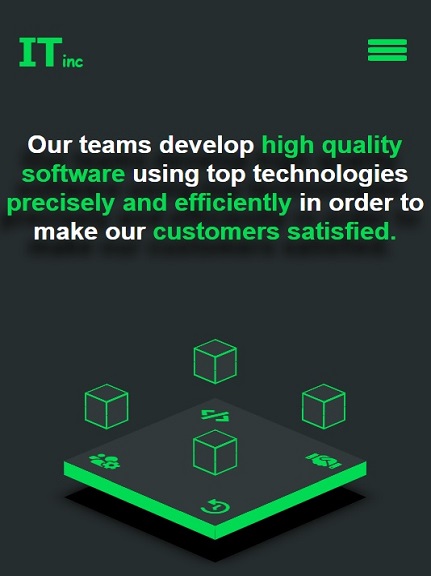 IT inc
Our teams develop high quality
software using top technologies
precisely and efficiently in order to
make our customers satisfied.